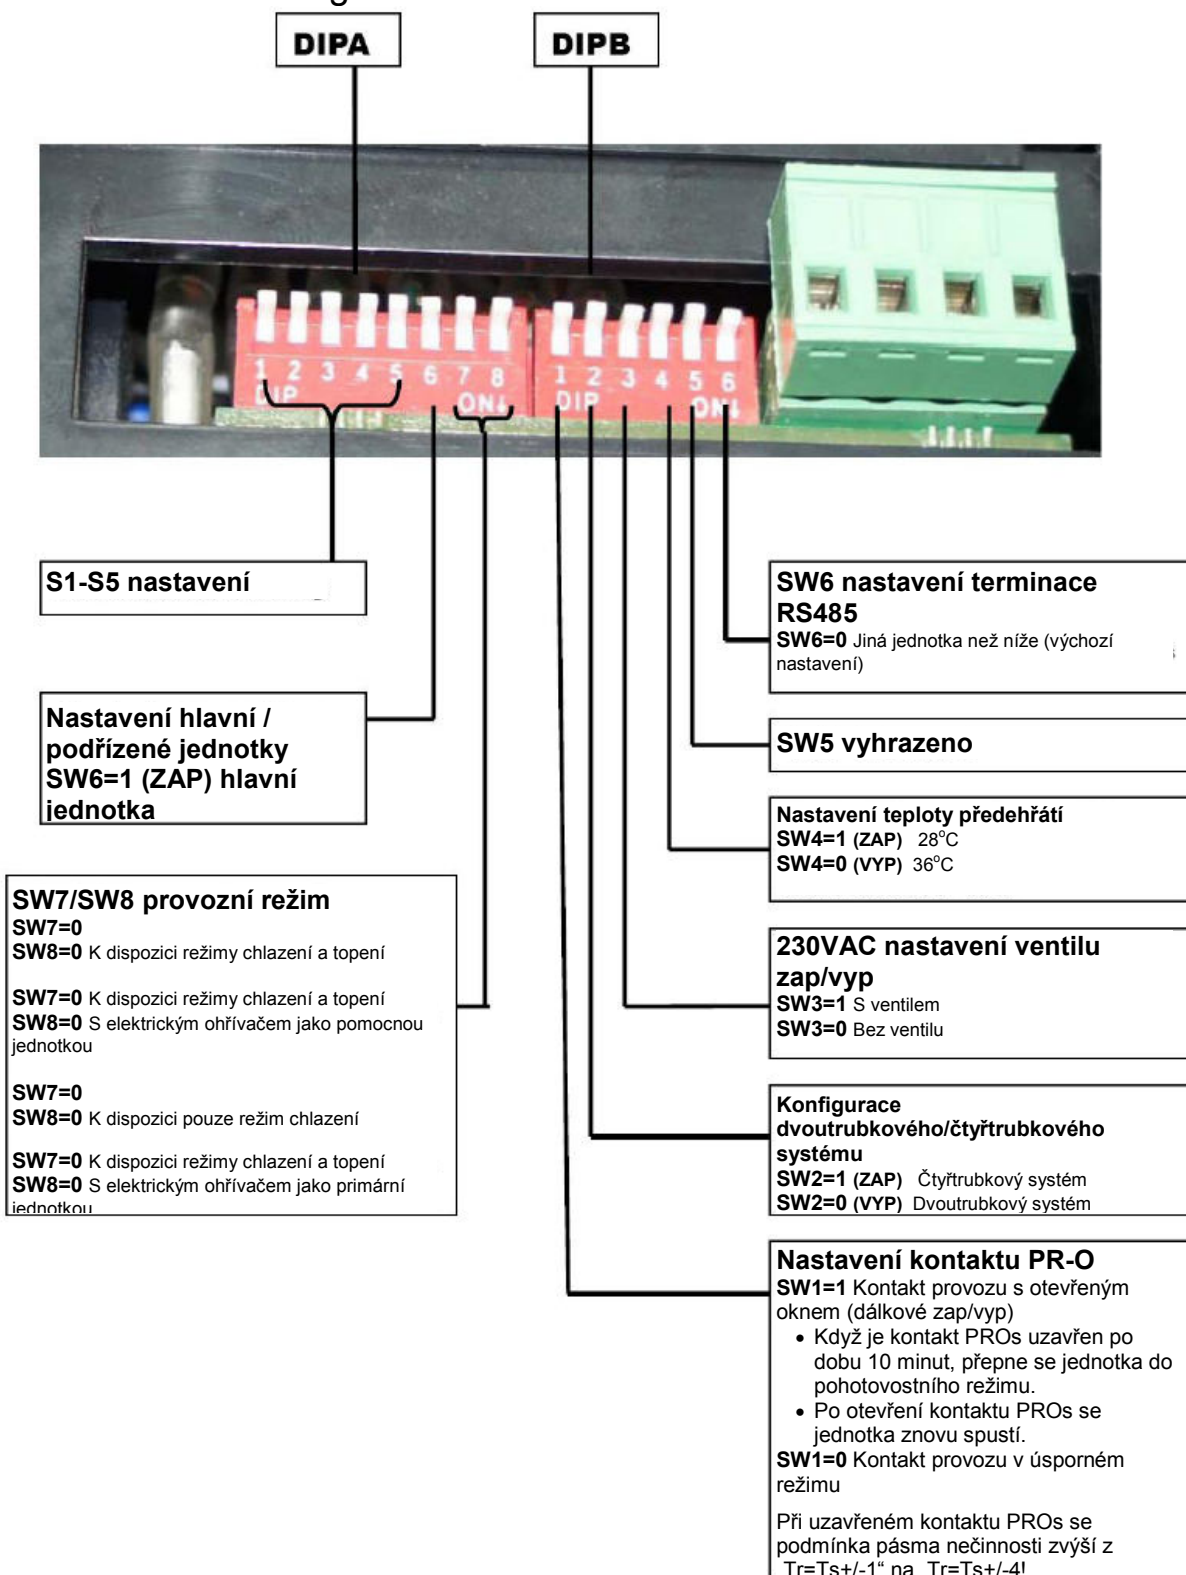 DIPA
DIPB
1 2 3 4 5 6 7 8
DIP
ON↓
1 2 3 4 5 6
DIP
ON↓
S1-S5 nastavení
Nastavení hlavní /
podřízené jednotky
SW6=1 (ZAP) hlavní
jednotka
SW7/SW8 provozní režim
SW7=0
SW8=0 K dispozici režimy chlazení a topení
SW7=0 K dispozici režimy chlazení a topení
SW8=0 S elektrickým ohřívačem jako pomocnou
jednotkou
SW7=0
SW8=0 K dispozici pouze režim chlazení
SW7=0 K dispozici režimy chlazení a topení
SW8=0 S elektrickým ohřívačem jako primární
jednotkou
SW6 nastavení terminace
RS485
SW6=0 Jiná jednotka než níže (výchozí
nastavení)
SW5 vyhrazeno
Nastavení teploty předehřátí
SW4=1 (ZAP) 28°C
SW4=0 (VYP) 36°C
230VAC nastavení ventilu
zap/vyp
SW3=1 S ventilem
SW3=0 Bez ventilu
Konfigurace
dvoutrubkového/čtyřtrubkového
systému
SW2=1 (ZAP) Čtyřtrubkový systém
SW2=0 (VYP) Dvoutrubkový systém
Nastavení kontaktu PR-O
SW1=1 Kontakt provozu s otevřeným
oknem (dálkové zap/vyp)
• Když je kontakt PROs uzavřen po
dobu 10 minut, přepne se jednotka do
pohotovostního režimu.
• Po otevření kontaktu PROs se
jednotka znovu spustí.
SW1=0 Kontakt provozu v úsporném
režimu
Při uzavřeném kontaktu PROs se
podmínka pásma nečinnosti zvýší z
„Tr=Ts+/-1“ na „Tr=Ts+/-4!